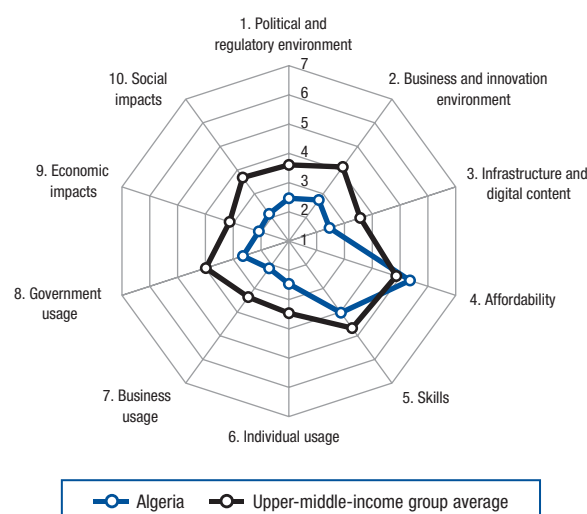 1. Political and
regulatory environment
7
6
5
4
3
2
1
2. Business and innovation
environment
3. Infrastructure and
digital content
4. Affordability
5. Skills
6. Individual usage
7. Business
usage
8. Government
usage
9. Economic
impacts
10. Social
impacts
Algeria
Upper-middle-income group average